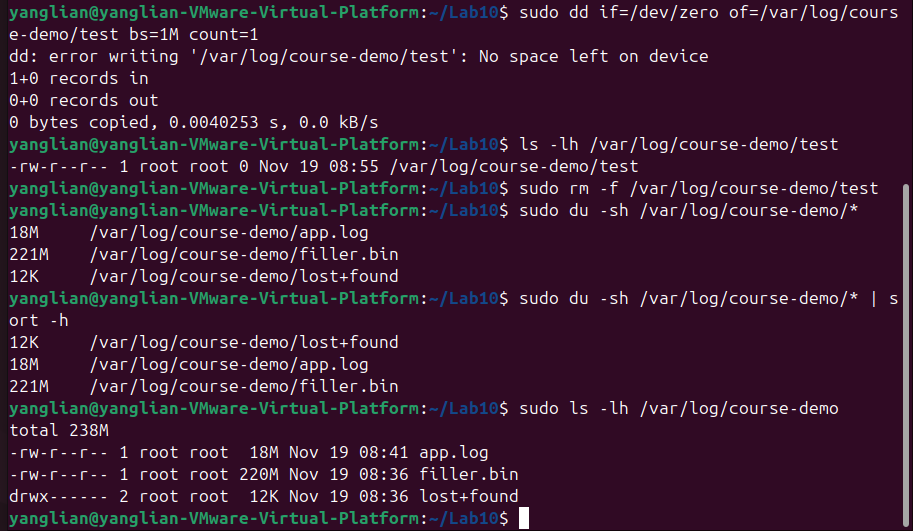 yanglian@yanglian-VMware-Virtual-Platform:~/Lab10$ sudo dd if=/dev/zero of=/var/log/cours
e-demo/test bs=1M count=1
dd: error writing '/var/log/course-demo/test': No space left on device
1+0 records in
0+0 records out
0 bytes copied, 0.0040253 s, 0.0 kB/s
yanglian@yanglian-VMware-Virtual-Platform:~/Lab10$ ls -lh /var/log/course-demo/test
-rw-r--r-- 1 root root 0 Nov 19 08:55 /var/log/course-demo/test
yanglian@yanglian-VMware-Virtual-Platform:~/Lab10$ sudo rm -f /var/log/course-demo/test
yanglian@yanglian-VMware-Virtual-Platform:~/Lab10$ sudo du -sh /var/log/course-demo/*
18M     /var/log/course-demo/app.log
221M    /var/log/course-demo/filler.bin
12K     /var/log/course-demo/lost+found
yanglian@yanglian-VMware-Virtual-Platform:~/Lab10$ sudo du -sh /var/log/course-demo/* | s
ort -h
12K     /var/log/course-demo/lost+found
18M     /var/log/course-demo/app.log
221M    /var/log/course-demo/filler.bin
yanglian@yanglian-VMware-Virtual-Platform:~/Lab10$ sudo ls -lh /var/log/course-demo
total 238M
-rw-r--r-- 1 root root  18M Nov 19 08:41 app.log
-rw-r--r-- 1 root root 220M Nov 19 08:36 filler.bin
drwx------ 2 root root  12K Nov 19 08:36 lost+found
yanglian@yanglian-VMware-Virtual-Platform:~/Lab10$